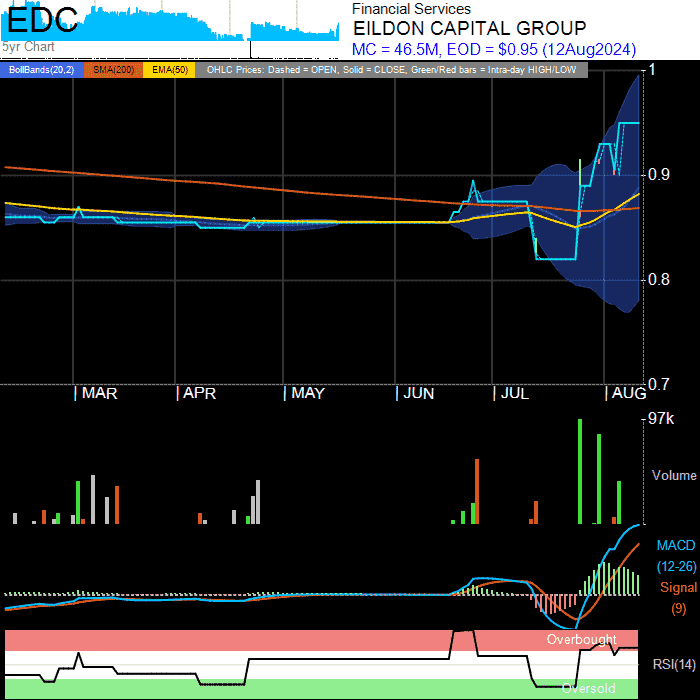 EDC
Financial Services
EILDON CAPITAL GROUP
5yr Chart
MC = 46.5M, EOD = $0.95 (12Aug2024)
BollBands(20,2) SMA(200) EMA(50) OHLC Prices: Dashed = OPEN, Solid = CLOSE, Green/Red bars = Intra-day HIGH/LOW
1
0.9
0.8
0.7
| MAR | APR | MAY | JUN | JUL | AUG
97k
Volume
MACD
(12-26)
Signal
(9)
Overbought
RSI(14)
Oversold